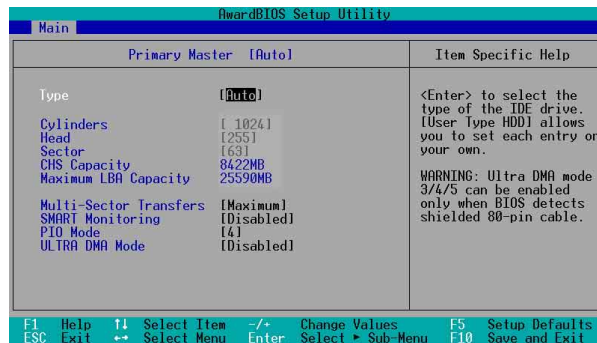 AwardBIOS Setup Utility
Main
Primary Master [Auto]
Item Specific Help
Type [Auto]
Cylinders [ 1024]
Head [255]
Sector [63]
CHS Capacity 8422MB
Maximum LBA Capacity 25590MB
Multi-Sector Transfers [Maximum]
SMART Monitoring [Disabled]
PIO Mode [4]
ULTRA DMA Mode [Disabled]
<Enter> to select the
type of the IDE drive.
[User Type HDD] allows
you to set each entry on
your own.
WARNING: Ultra DMA mode
3/4/5 can be enabled
only when BIOS detects
shielded 80-pin cable.
F1 Help ↑↓ Select Item -/+ Change Values F5 Setup Defaults
ESC Exit ↔ Select Menu Enter Select ► Sub-Menu F10 Save and Exit